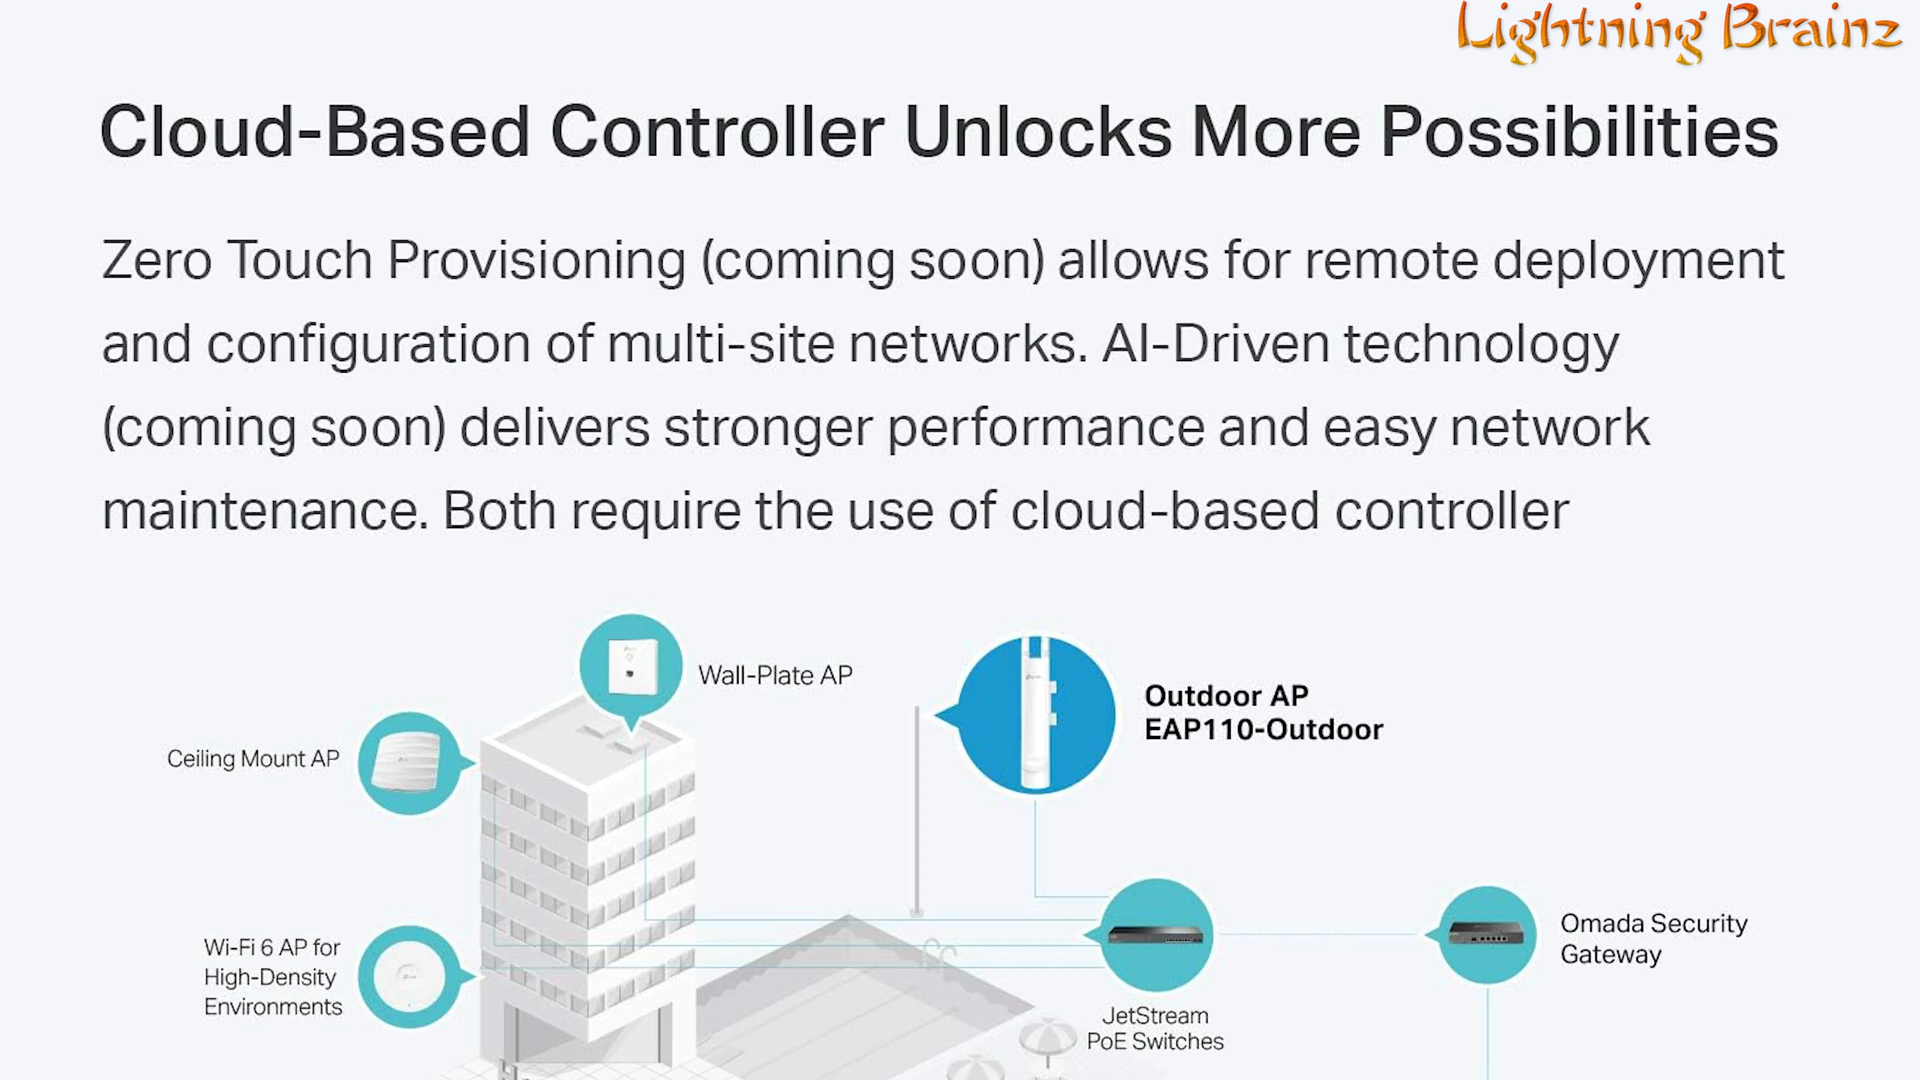 Lightning Brainz
Cloud-Based Controller Unlocks More Possibilities
Zero Touch Provisioning (coming soon) allows for remote deployment
and configuration of multi-site networks. AI-Driven technology
(coming soon) delivers stronger performance and easy network
maintenance. Both require the use of cloud-based controller
Wall-Plate AP
Outdoor AP
EAP110-Outdoor
Ceiling Mount AP
Omada Security
Gateway
Wi-Fi 6 AP for
High-Density
Environments
JetStream
PoE Switches